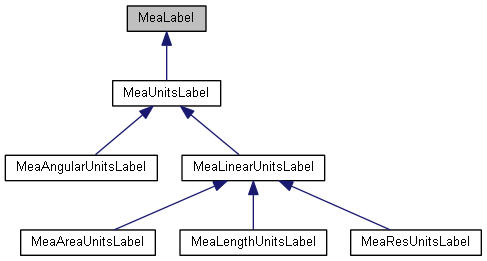 MeaLabel
MeaUnitsLabel
MeaAngularUnitsLabel
MeaLinearUnitsLabel
MeaAreaUnitsLabel
MeaLengthUnitsLabel
MeaResUnitsLabel